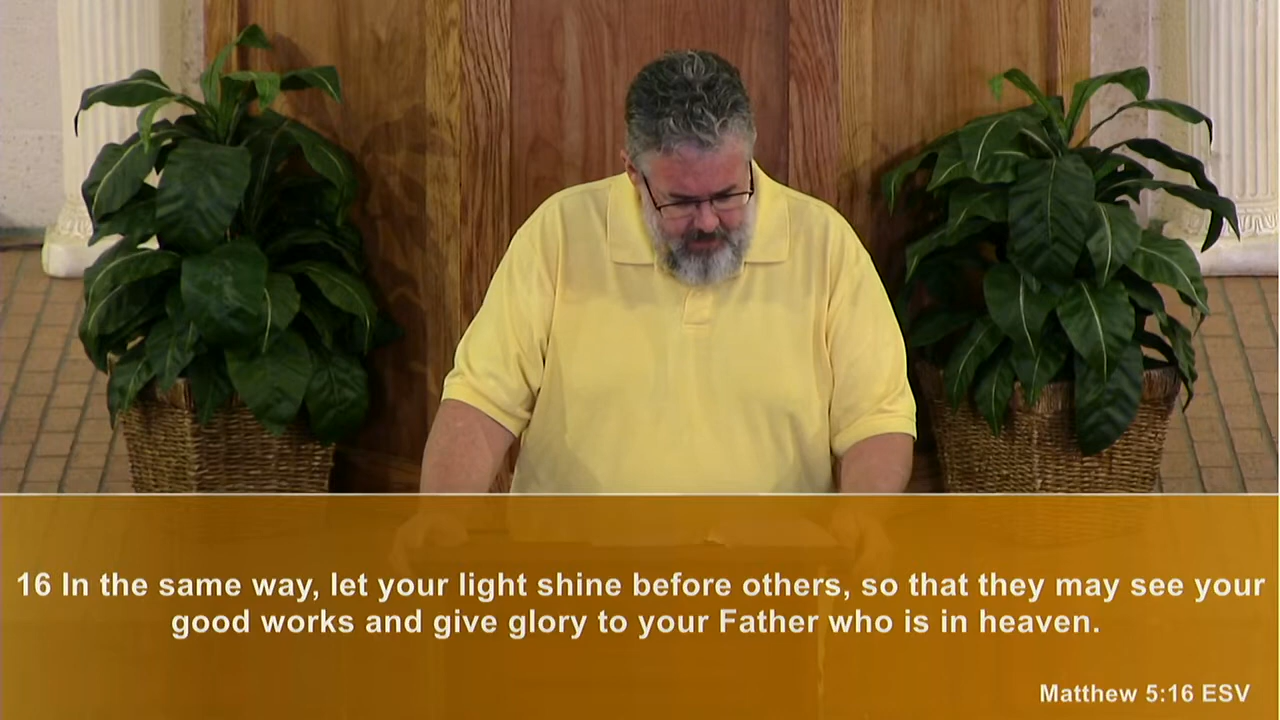 16 In the same way, let your light shine before others, so that they may see your
good works and give glory to your Father who is in heaven.
Matthew 5:16 ESV